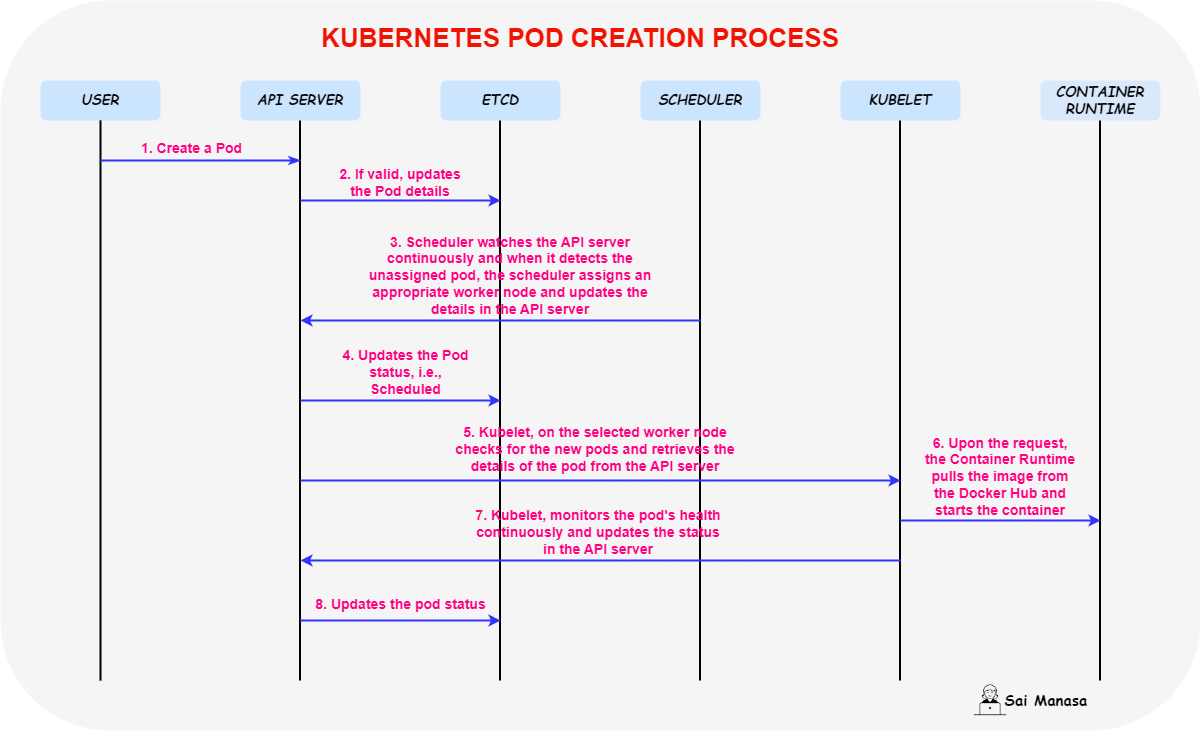 KUBERNETES POD CREATION PROCESS
USER
API SERVER
ETCD
SCHEDULER
KUBELET
CONTAINER
RUNTIME
1. Create a Pod
2. If valid, updates
the Pod details
3. Scheduler watches the API server
continuously and when it detects the
unassigned pod, the scheduler assigns an
appropriate worker node and updates the
details in the API server
4. Updates the Pod
status, i.e.,
Scheduled
5. Kubelet, on the selected worker node
checks for the new pods and retrieves the
details of the pod from the API server
6. Upon the request,
the Container Runtime
pulls the image from
the Docker Hub and
starts the container
7. Kubelet, monitors the pod's health
continuously and updates the status
in the API server
8. Updates the pod status
Sai Manasa